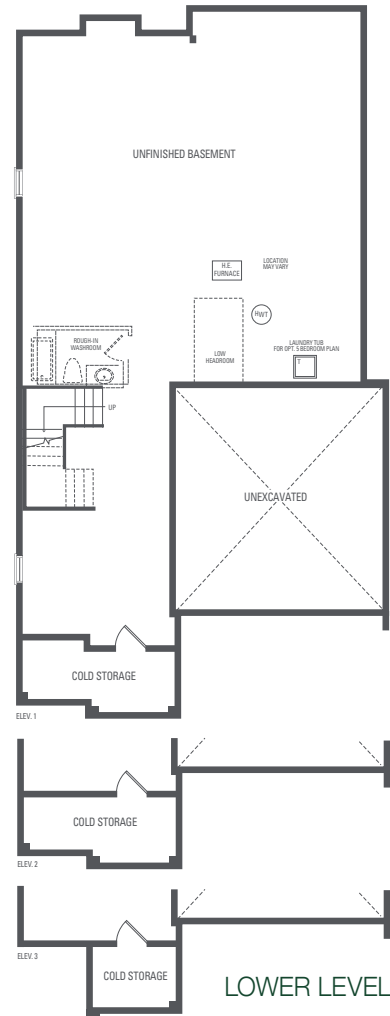 UNFINISHED BASEMENT
H.E.
FURNACE
LOCATION
MAY VARY
HWT
ROUGH-IN
WASHROOM
LOW
HEADROOM
LAUNDRY TUB
FOR OPT. 5 BEDROOM PLAN
T
UP
UNEXCAVATED
COLD STORAGE
ELEV. 1
COLD STORAGE
ELEV. 2
ELEV. 3
COLD STORAGE
LOWER LEVEL